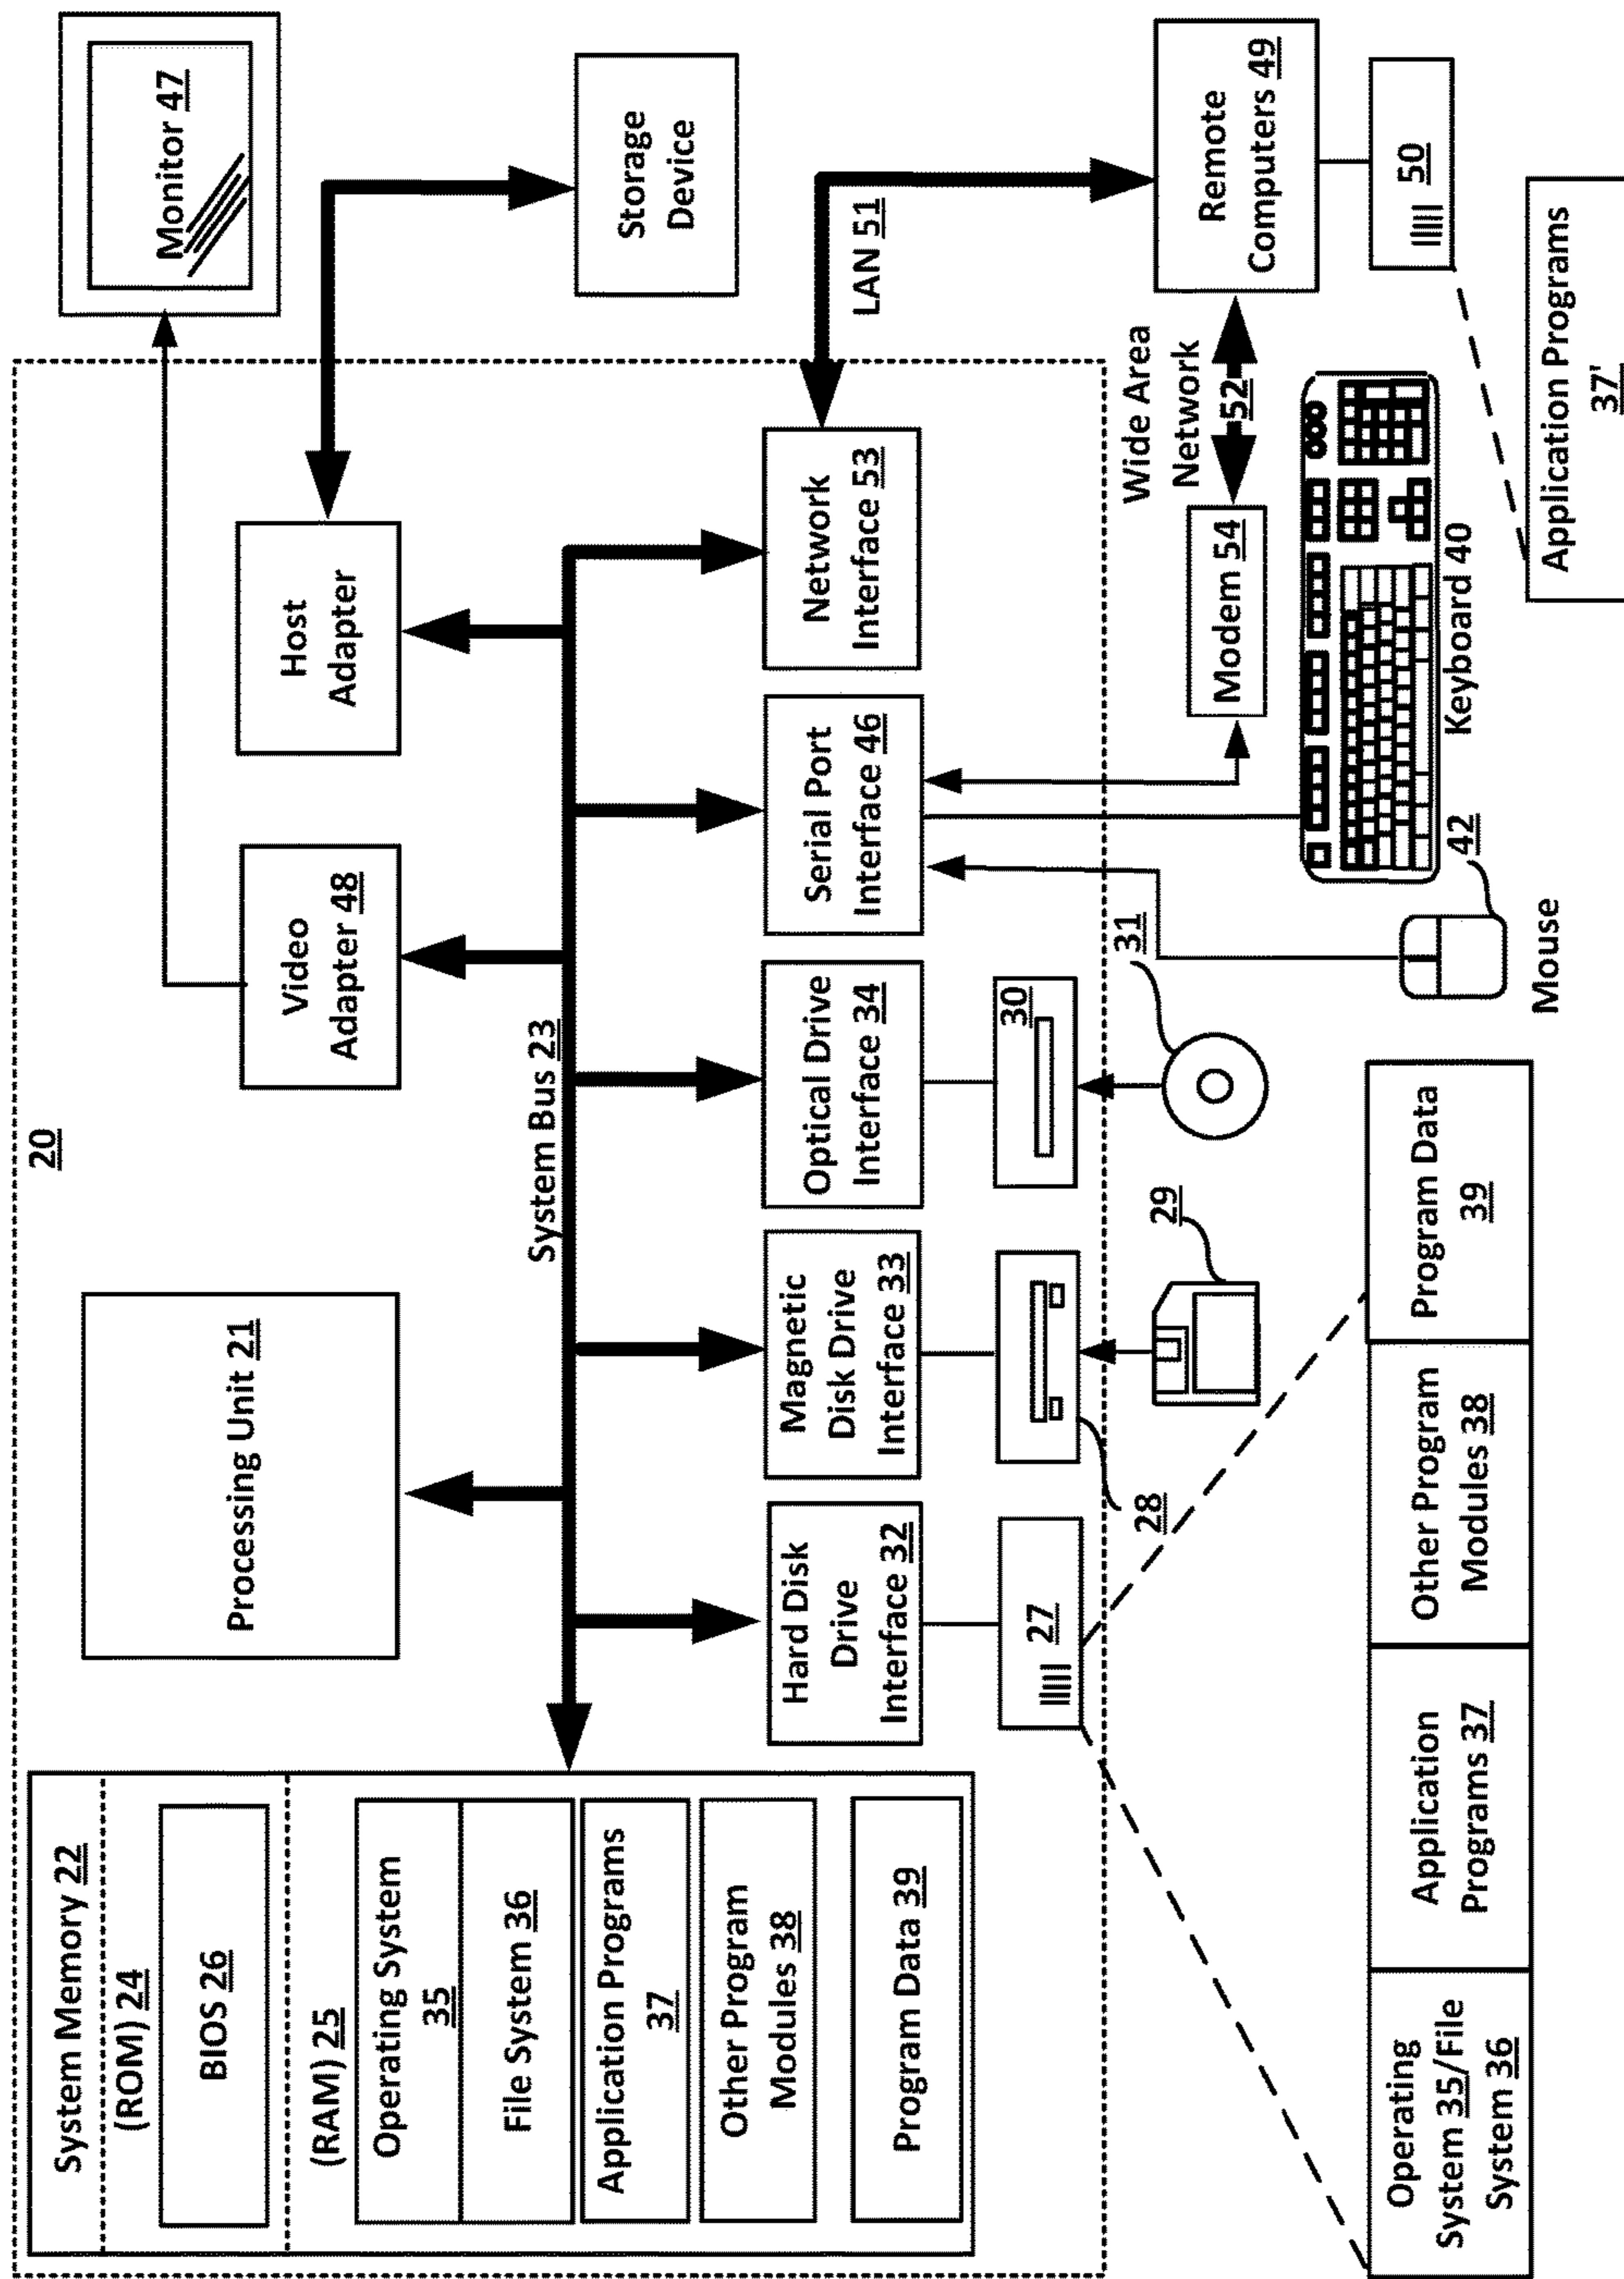 20
System Memory 22
(ROM) 24
BIOS 26
(RAM) 25
Operating System
35
File System 36
Application Programs
37
Other Program
Modules 38
Program Data 39
Processing Unit 21
Video
Adapter 48
Host
Adapter
Monitor 47
Storage
Device
System Bus 23
Hard Disk
Drive
Interface 32
Magnetic
Disk Drive
Interface 33
Optical Drive
Interface 34
Serial Port
Interface 46
Network
Interface 53
LAN 51
27
28
29
30
31
Modem 54
Wide Area
Network
52
Remote
Computers 49
50
Keyboard 40
42
Mouse
Operating
System 35/File
System 36
Application
Programs 37
Other Program
Modules 38
Program Data
39
Application Programs
37'